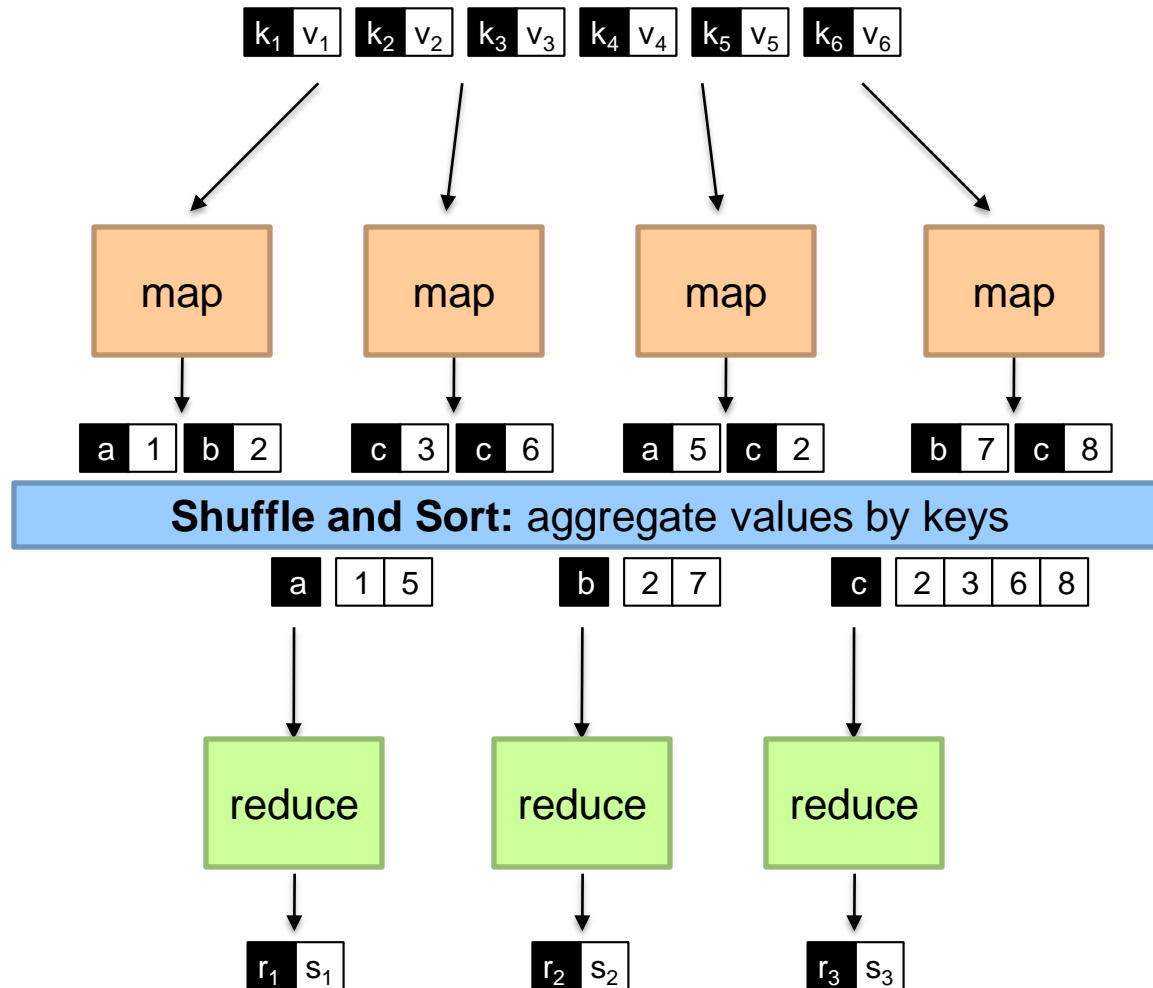 k₁ v₁ k₂ v₂ k₃ v₃ k₄ v₄ k₅ v₅ k₆ v₆
map map map map
a 1 b 2 c 3 c 6 a 5 c 2 b 7 c 8
Shuffle and Sort: aggregate values by keys
a 1 5 b 2 7 c 2 3 6 8
reduce reduce reduce
r₁ s₁ r₂ s₂ r₃ s₃